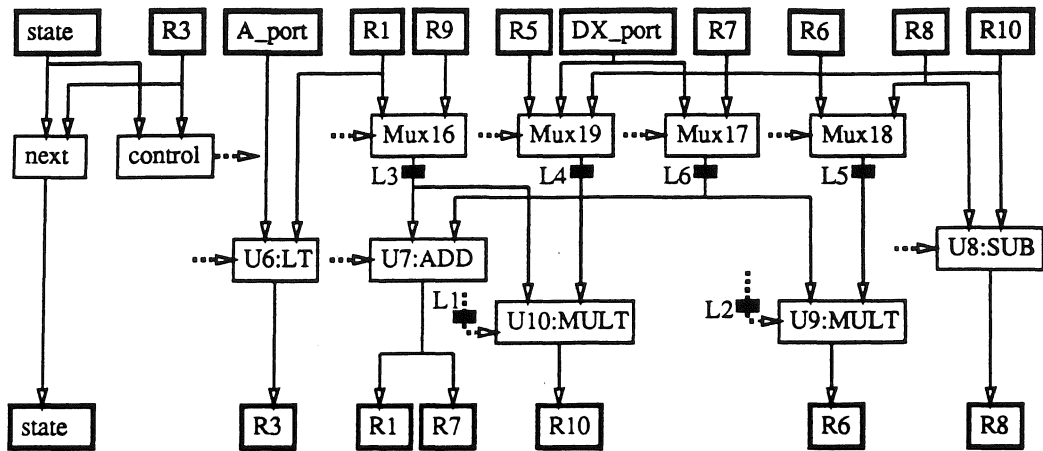 state R3 A_port R1 R9 R5 DX_port R7 R6 R8 R10
Mux16 Mux19 Mux17 Mux18
next control
L3 L4 L6 L5
U6:LT U7:ADD U8:SUB
L1 L2
U10:MULT U9:MULT
state R3 R1 R7 R10 R6 R8